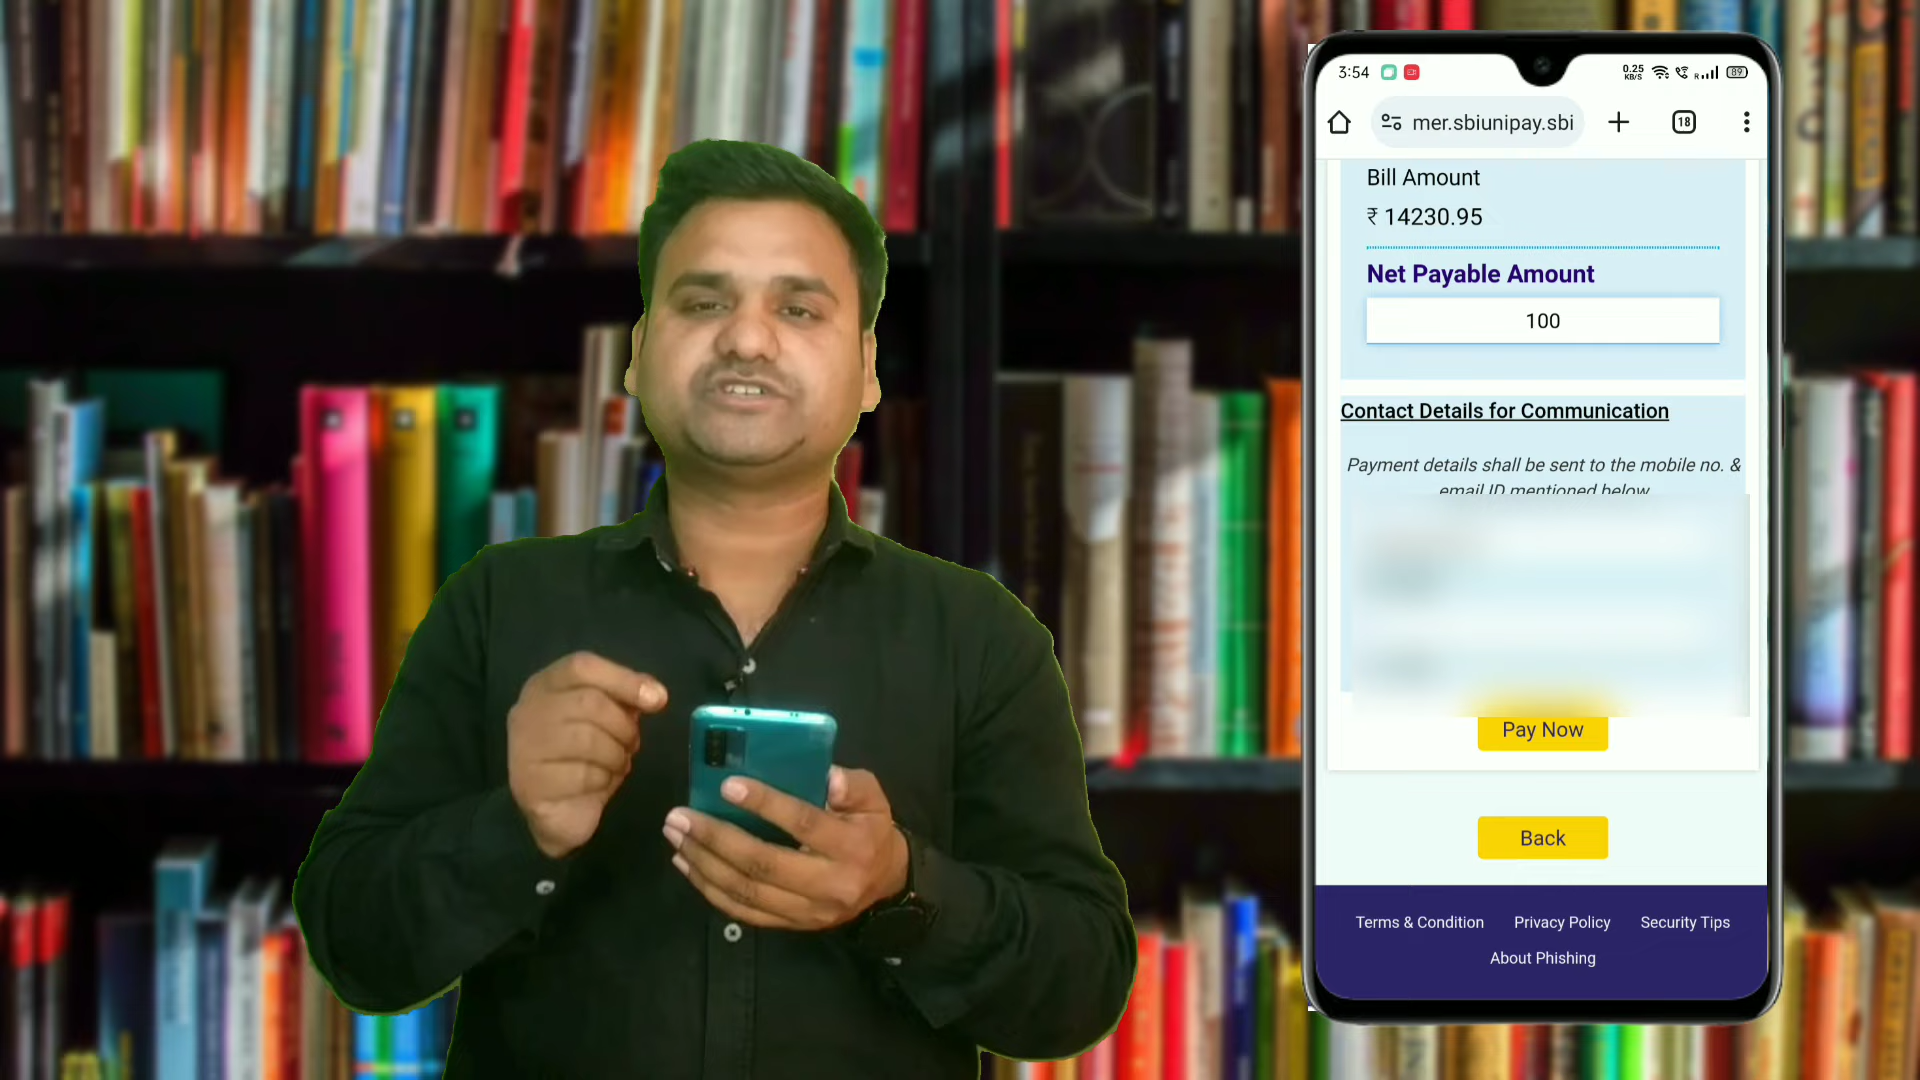 3:54
0.25
KB/S
R
89
mer.sbiunipay.sbi
18
Bill Amount
₹ 14230.95
Net Payable Amount
100
Contact Details for Communication
Payment details shall be sent to the mobile no. &
email ID mentioned below
Pay Now
Back
Terms & Condition Privacy Policy Security Tips
About Phishing